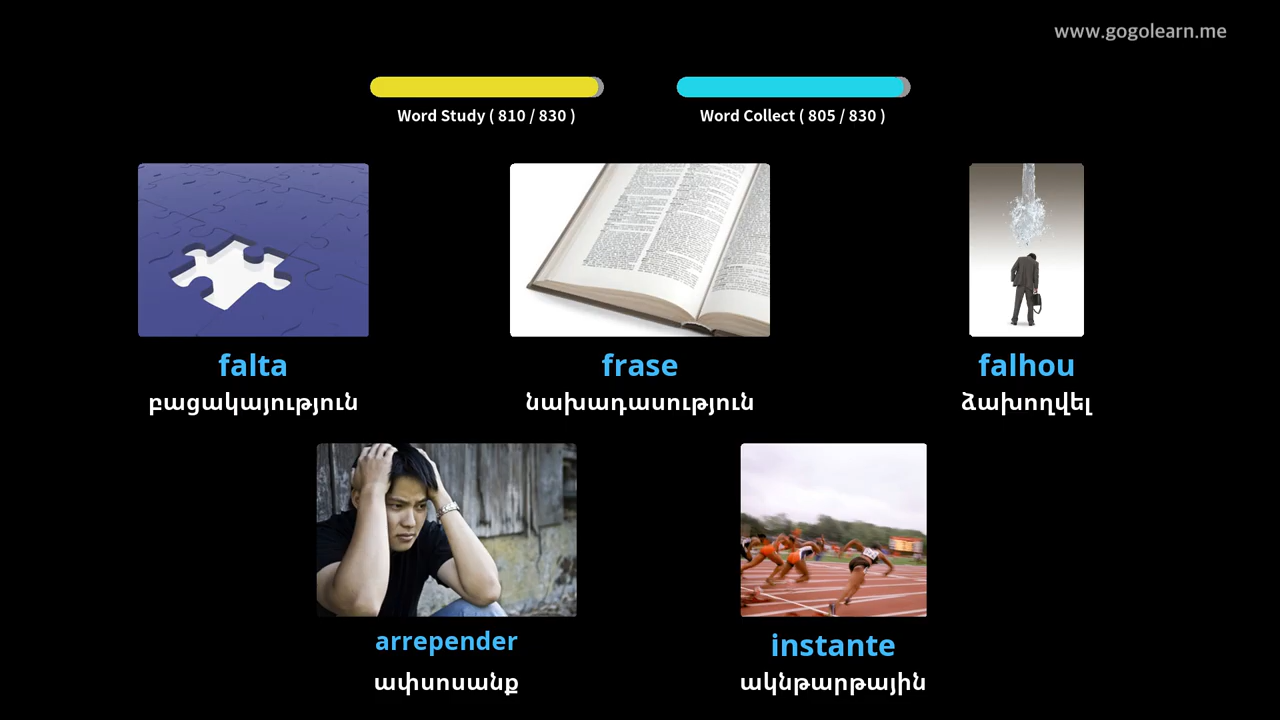 www.gogolearn.me
Word Study ( 810 / 830 )
Word Collect ( 805 / 830 )
falta
բացակայություն
frase
նախադասություն
falhou
ձախողվել
arrepender
ափսոսանք
instante
ակնթարթային